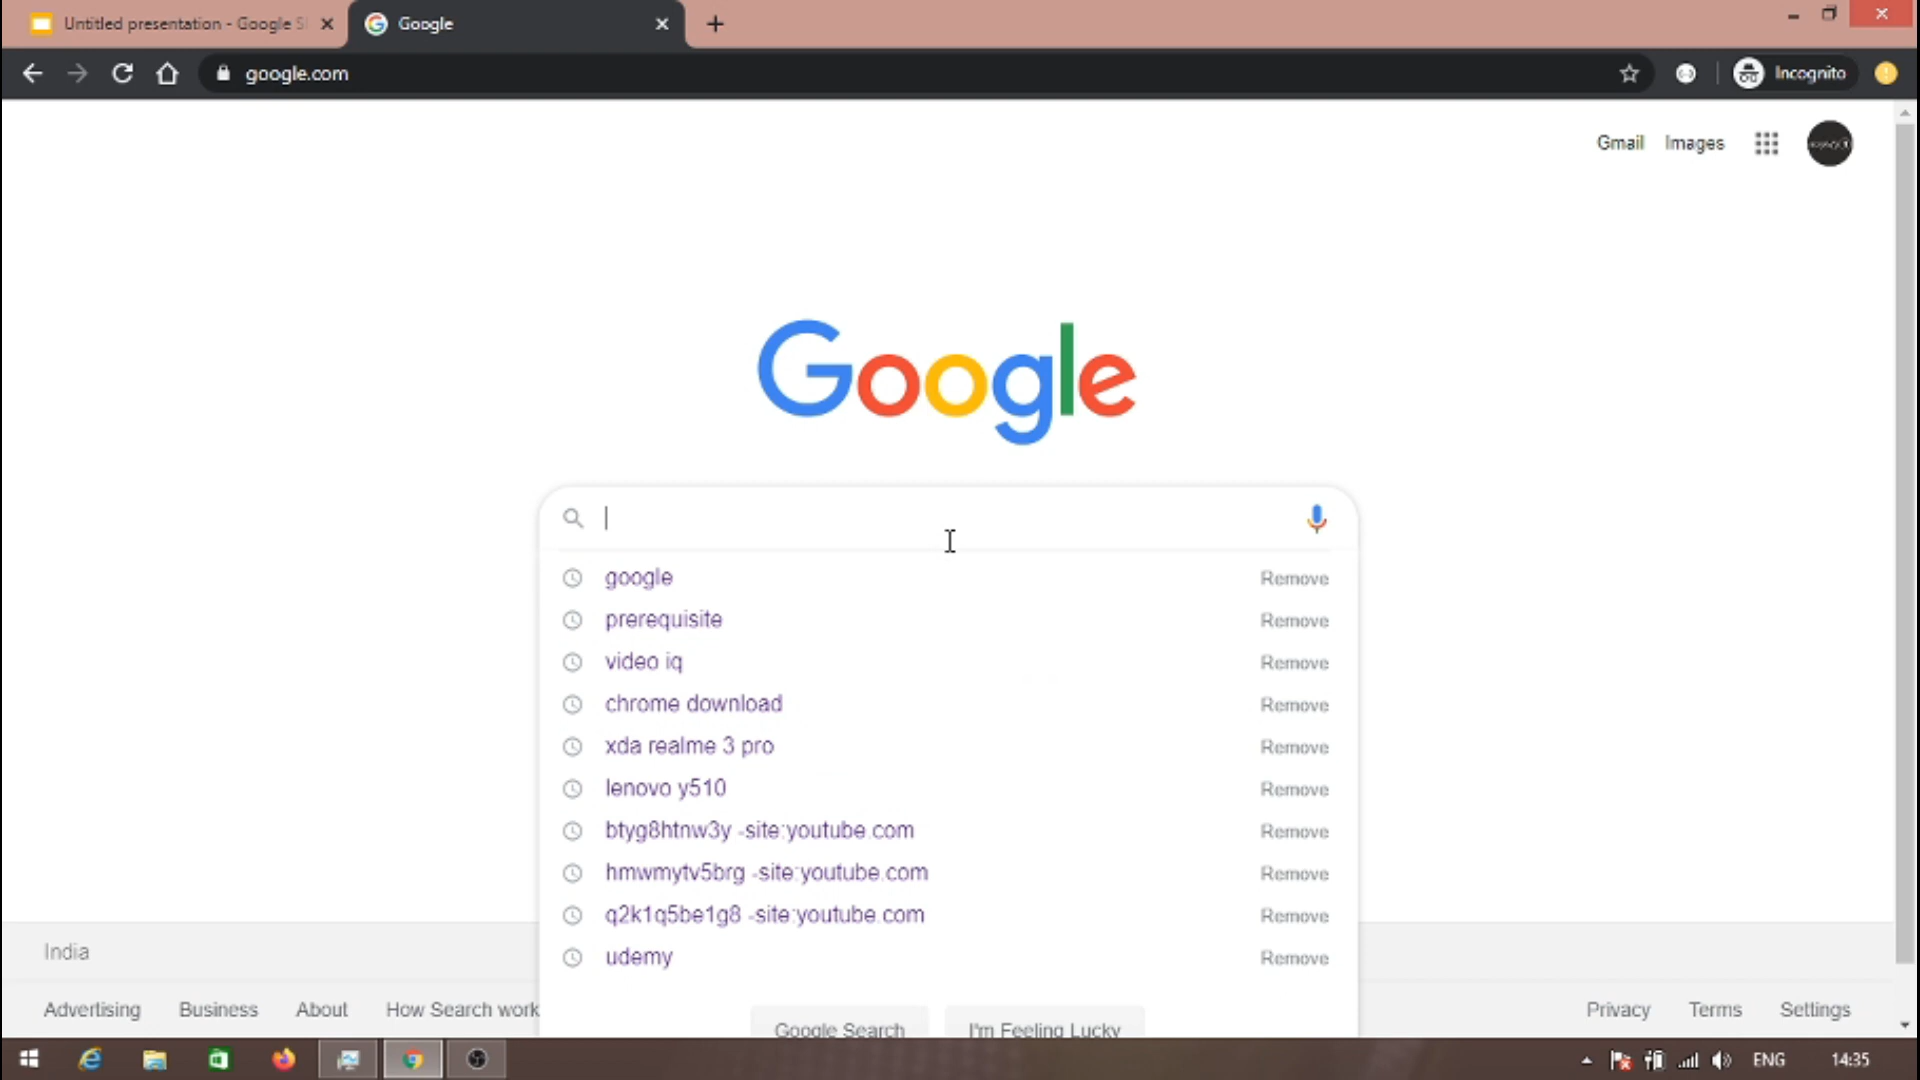 Untitled presentation - Google S
Google
google.com
Incognito
Gmail Images
Google
google Remove
prerequisite Remove
video iq Remove
chrome download Remove
xda realme 3 pro Remove
lenovo y510 Remove
btyg8htnw3y -site:youtube.com Remove
hmwmytv5brg -site:youtube.com Remove
q2k1q5be1g8 -site:youtube.com Remove
udemy Remove
India
Advertising Business About How Search work
Privacy Terms Settings
Google Search I'm Feeling Lucky
ENG 14:35